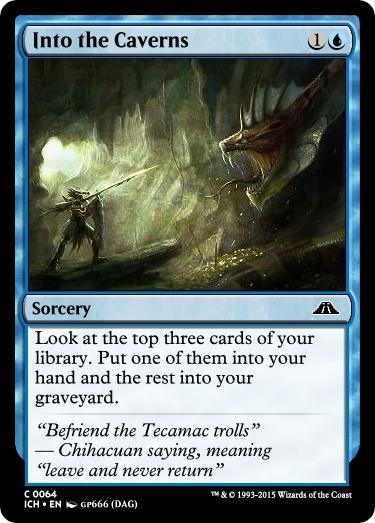 Into the Caverns 1
Sorcery
Look at the top three cards of your
library. Put one of them into your
hand and the rest into your
graveyard.
“Befriend the Tecamac trolls”
— Chihacuan saying, meaning
“leave and never return”
C 0064
ICH • EN GP666 (DAG)
™ & © 1993-2015 Wizards of the Coast